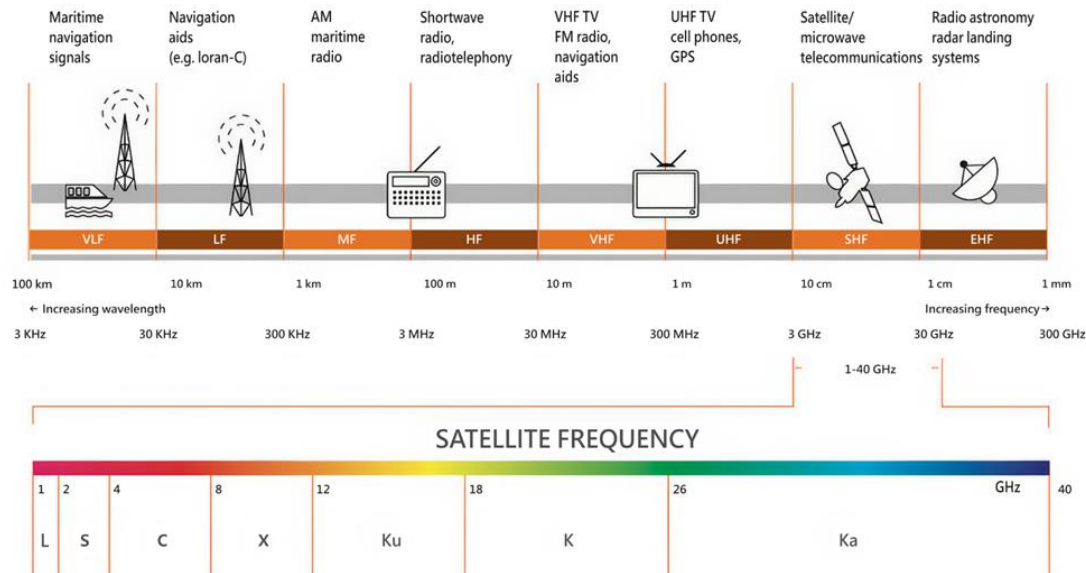 Maritime
navigation
signals
Navigation
aids
(e.g. loran-C)
AM
maritime
radio
Shortwave
radio,
radiotelephony
VHF TV
FM radio,
navigation
aids
UHF TV
cell phones,
GPS
Satellite/
microwave
telecommunications
Radio astronomy
radar landing
systems
VLF LF MF HF VHF UHF SHF EHF
100 km 10 km 1 km 100 m 10 m 1 m 10 cm 1 cm 1 mm
← Increasing wavelength Increasing frequency →
3 KHz 30 KHz 300 KHz 3 MHz 30 MHz 300 MHz 3 GHz 30 GHz 300 GHz
1-40 GHz
SATELLITE FREQUENCY
1 2 4 8 12 18 26 GHz 40
L S C X Ku K Ka